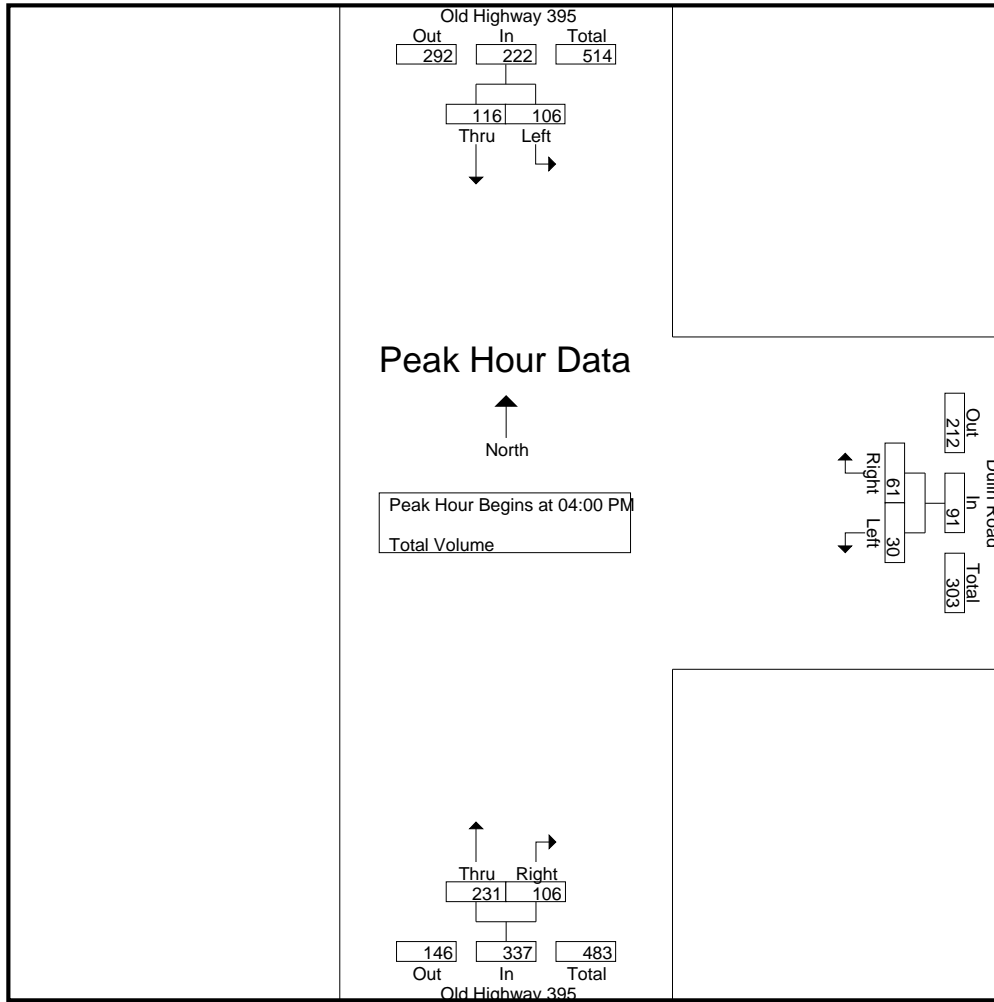 Old Highway 395
Out In Total
292 222 514
116 106
Thru Left
Peak Hour Data
North
Peak Hour Begins at 04:00 PM
Total Volume
Out In Total
212 91 303
Right Left
61 30
Road
Thru Right
231 106
146 337 483
Out In Total
Old Highway 395